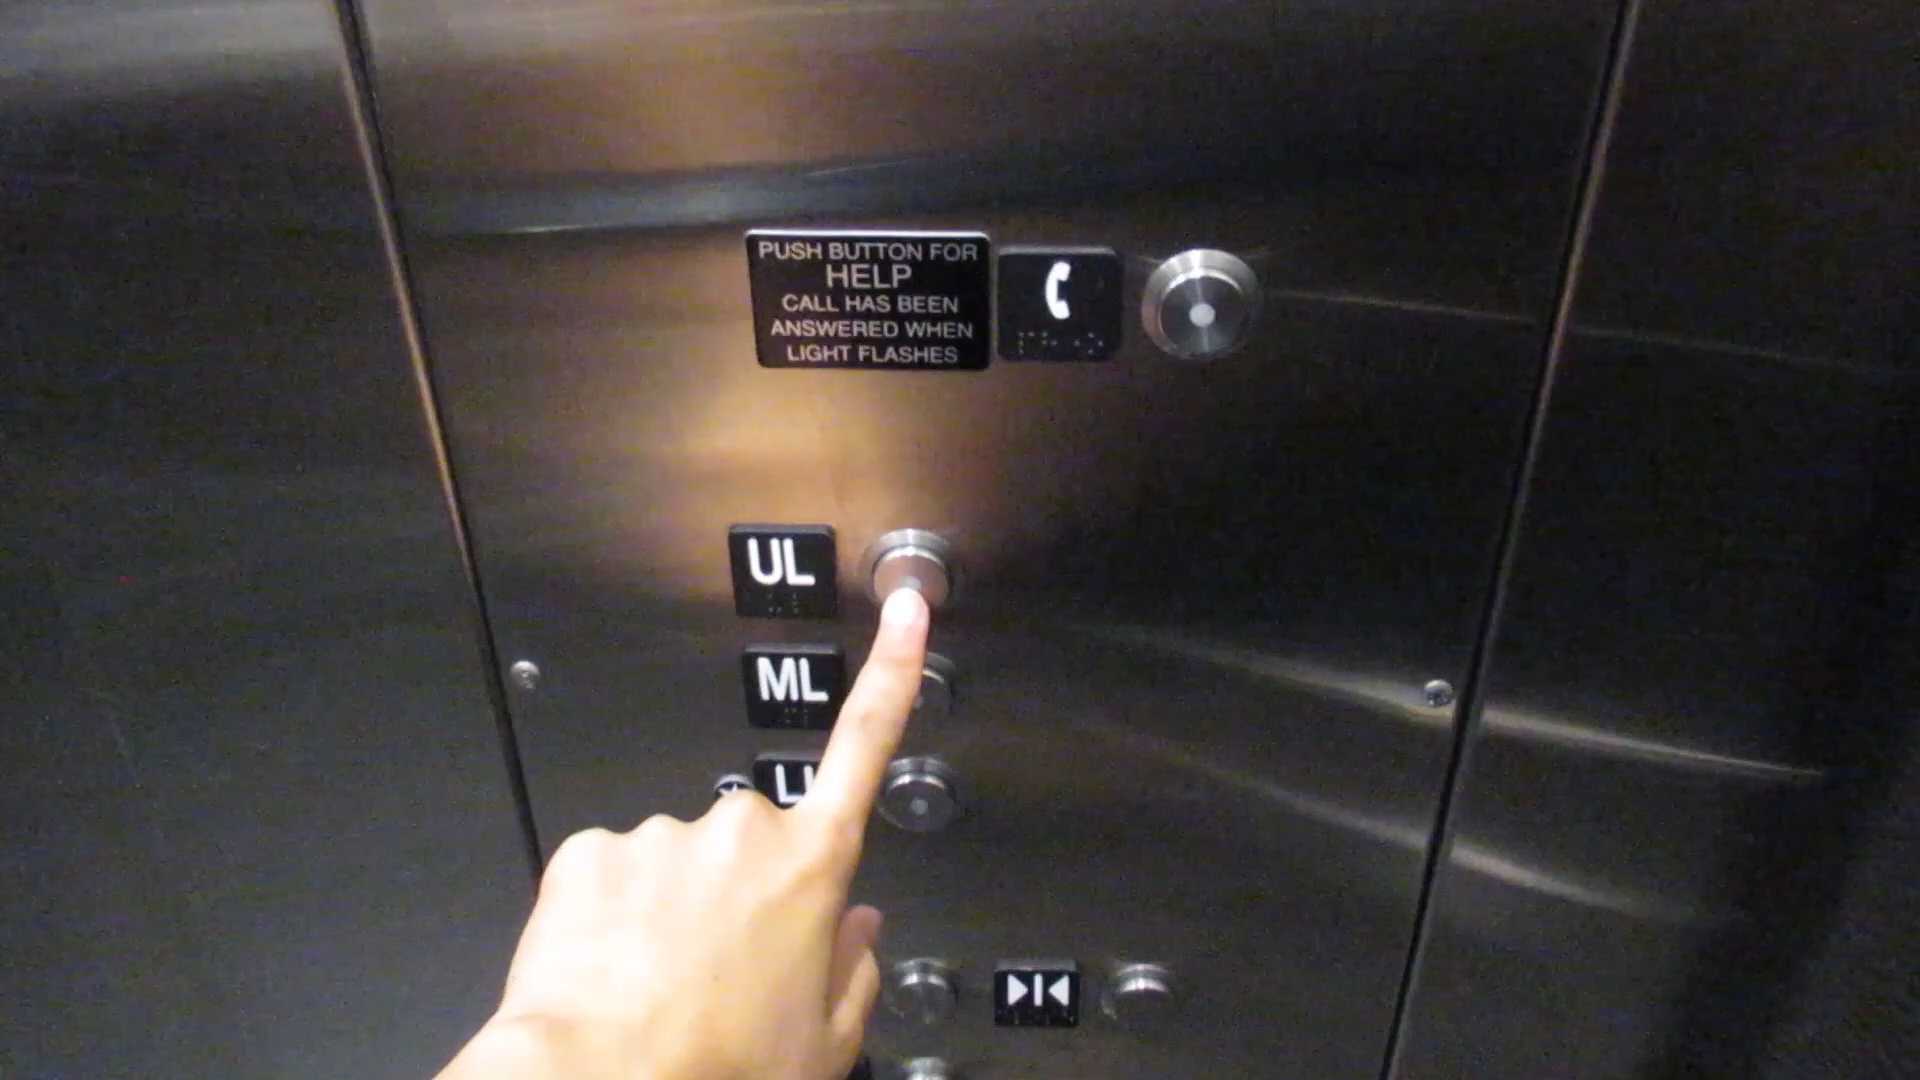 PUSH BUTTON FOR
HELP
CALL HAS BEEN
ANSWERED WHEN
LIGHT FLASHES
UL
ML